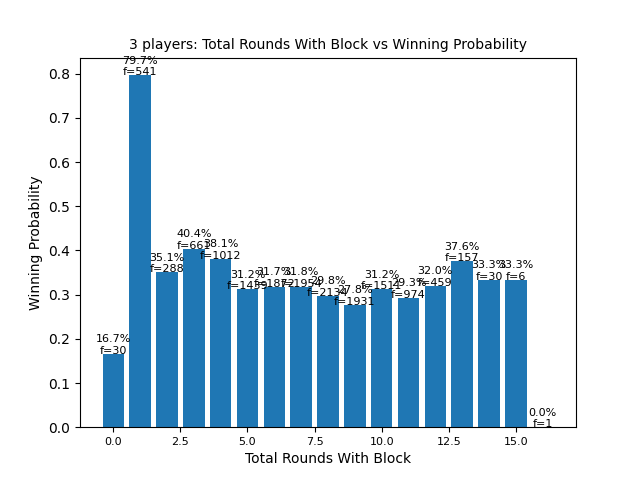 3 players: Total Rounds With Block vs Winning Probability
Winning Probability
0.8
0.7
0.6
0.5
0.4
0.3
0.2
0.1
0.0
16.7%
f=30
79.7%
f=541
35.1%
f=288
40.4%
f=661
38.1%
f=1012
31.2%
31.7%
31.8%
f=1954
29.8%
f=2134
27.8%
f=1931
31.2%
f=1511
29.3%
f=974
32.0%
f=459
37.6%
f=157
33.3%
f=30
33.3%
f=6
0.0%
f=1
0.0
2.5
5.0
7.5
10.0
12.5
15.0
Total Rounds With Block